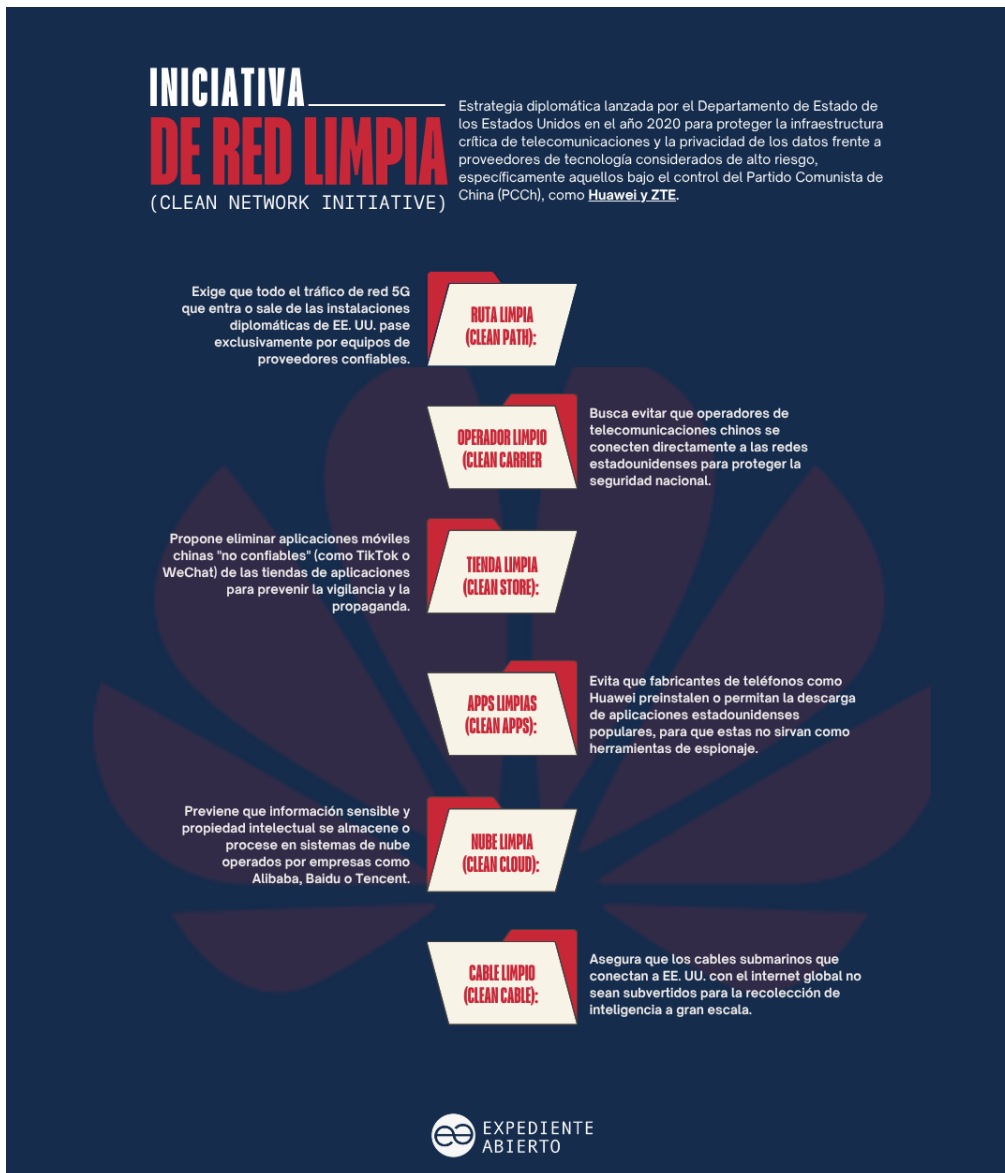 INICIATIVA
DE RED LIMPIA
(CLEAN NETWORK INITIATIVE)
Estrategia diplomática lanzada por el Departamento de Estado de
los Estados Unidos en el año 2020 para proteger la infraestructura
crítica de telecomunicaciones y la privacidad de los datos frente a
proveedores de tecnología considerados de alto riesgo,
específicamente aquellos bajo el control del Partido Comunista de
China (PCCh), como Huawei y ZTE.
Exige que todo el tráfico de red 5G
que entra o sale de las instalaciones
diplomáticas de EE. UU. pase
exclusivamente por equipos de
proveedores confiables.
RUTA LIMPIA
(CLEAN PATH):
OPERADOR LIMPIO
(CLEAN CARRIER
Busca evitar que operadores de
telecomunicaciones chinos se
conecten directamente a las redes
estadounidenses para proteger la
seguridad nacional.
Propone eliminar aplicaciones móviles
chinas "no confiables" (como TikTok o
WeChat) de las tiendas de aplicaciones
para prevenir la vigilancia y la
propaganda.
TIENDA LIMPIA
(CLEAN STORE):
APPS LIMPIAS
(CLEAN APPS):
Evita que fabricantes de teléfonos como
Huawei preinstalen o permitan la descarga
de aplicaciones estadounidenses
populares, para que estas no sirvan como
herramientas de espionaje.
Previene que información sensible y
propiedad intelectual se almacene o
procese en sistemas de nube
operados por empresas como
Alibaba, Baidu o Tencent.
NUBE LIMPIA
(CLEAN CLOUD):
CABLE LIMPIO
(CLEAN CABLE):
Asegura que los cables submarinos que
conectan a EE. UU. con el internet global no
sean subvertidos para la recolección de
inteligencia a gran escala.
EXPEDIENTE
ABIERTO